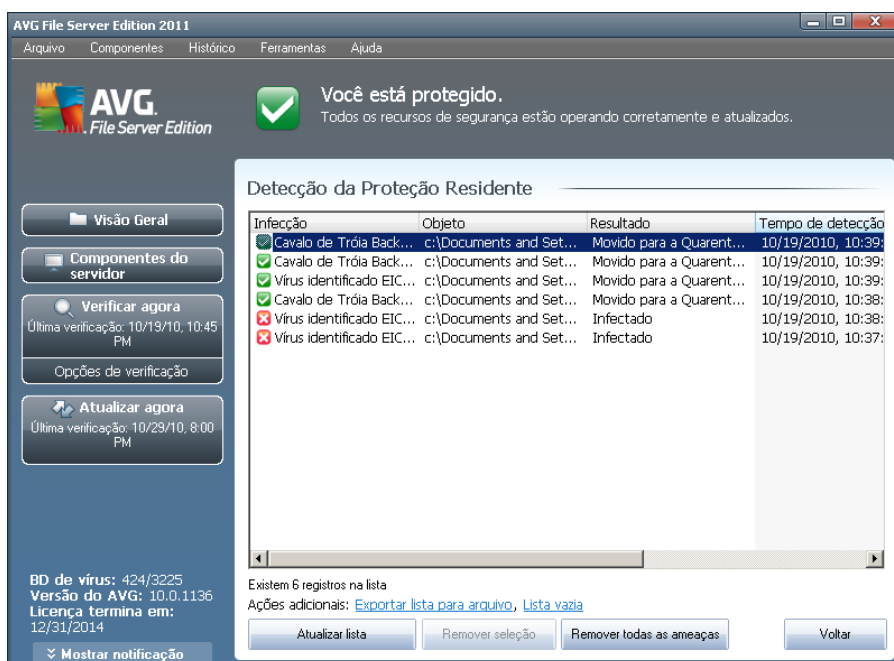 AVG File Server Edition 2011
Arquivo Componentes Histórico Ferramentas Ajuda
AVG.
File Server Edition
Você está protegido.
Todos os recursos de segurança estão operando corretamente e atualizados.
Visão Geral
Componentes do
servidor
Verificar agora
Última verificação: 10/19/10, 10:45
PM
Opções de verificação
Atualizar agora
Última verificação: 10/29/10, 8:00
PM
BD de vírus: 424/3225
Versão do AVG: 10.0.1136
Licença termina em:
12/31/2014
Mostrar notificação
Detecção da Proteção Residente
Infecção Objeto Resultado Tempo de detecção
Cavalo de Tróia Back... c:\Documents and Set... Movido para a Quarent... 10/19/2010, 10:39:
Cavalo de Tróia Back... c:\Documents and Set... Movido para a Quarent... 10/19/2010, 10:39:
Vírus identificado EIC... c:\Documents and Set... Movido para a Quarent... 10/19/2010, 10:39:
Cavalo de Tróia Back... c:\Documents and Set... Movido para a Quarent... 10/19/2010, 10:38:
Vírus identificado EIC... c:\Documents and Set... Infectado 10/19/2010, 10:38:
Vírus identificado EIC... c:\Documents and Set... Infectado 10/19/2010, 10:37:
Existem 6 registros na lista
Ações adicionais: Exportar lista para arquivo, Lista vazia
Atualizar lista Remover seleção Remover todas as ameaças Voltar